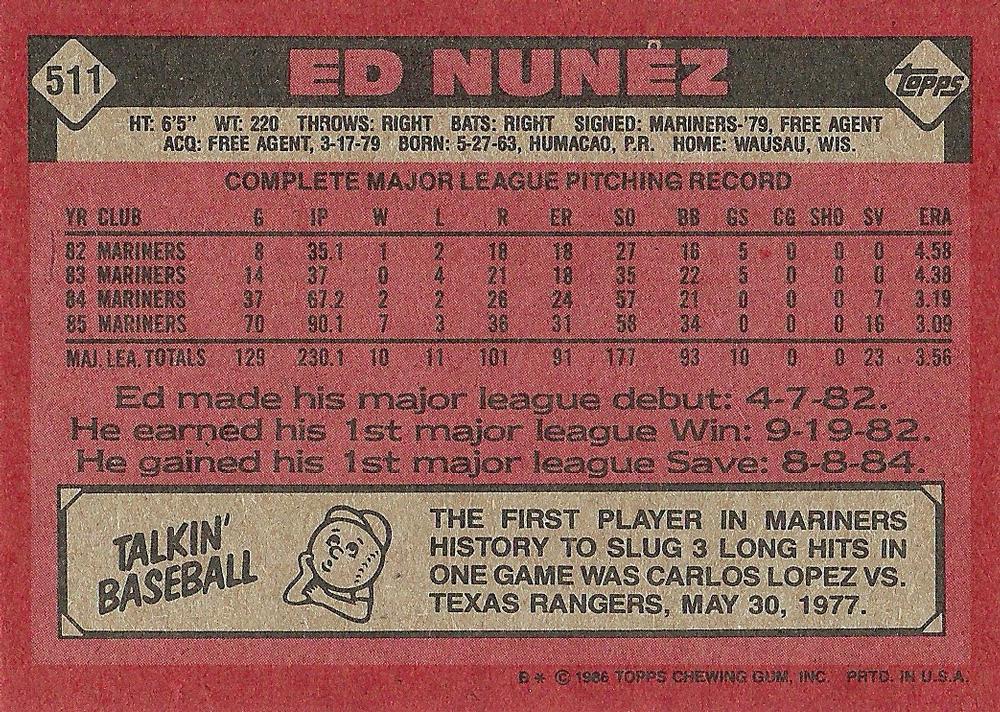 511
ED NUNEZ
TOPPS
HT: 6'5" WT: 220 THROWS: RIGHT BATS: RIGHT SIGNED: MARINERS-'79, FREE AGENT
ACQ: FREE AGENT, 3-17-79 BORN: 5-27-63, HUMACAO, P.R. HOME: WAUSAU, WIS.
COMPLETE MAJOR LEAGUE PITCHING RECORD
YR CLUB G IP W L R ER SO BB GS CG SHO SV ERA
82 MARINERS 8 35.1 1 2 18 18 27 16 5 0 0 0 4.58
83 MARINERS 14 37 0 4 21 18 35 22 5 0 0 0 4.38
84 MARINERS 37 67.2 2 2 26 24 57 21 0 0 0 7 3.19
85 MARINERS 70 90.1 7 3 36 31 58 34 0 0 0 16 3.09
MAJ. LEA. TOTALS 129 230.1 10 11 101 91 177 93 10 0 0 23 3.56
Ed made his major league debut: 4-7-82.
He earned his 1st major league Win: 9-19-82.
He gained his 1st major league Save: 8-8-84.
TALKIN'
BASEBALL
THE FIRST PLAYER IN MARINERS
HISTORY TO SLUG 3 LONG HITS IN
ONE GAME WAS CARLOS LOPEZ VS.
TEXAS RANGERS, MAY 30, 1977.
B* © 1986 TOPPS CHEWING GUM, INC. PRTD. IN U.S.A.